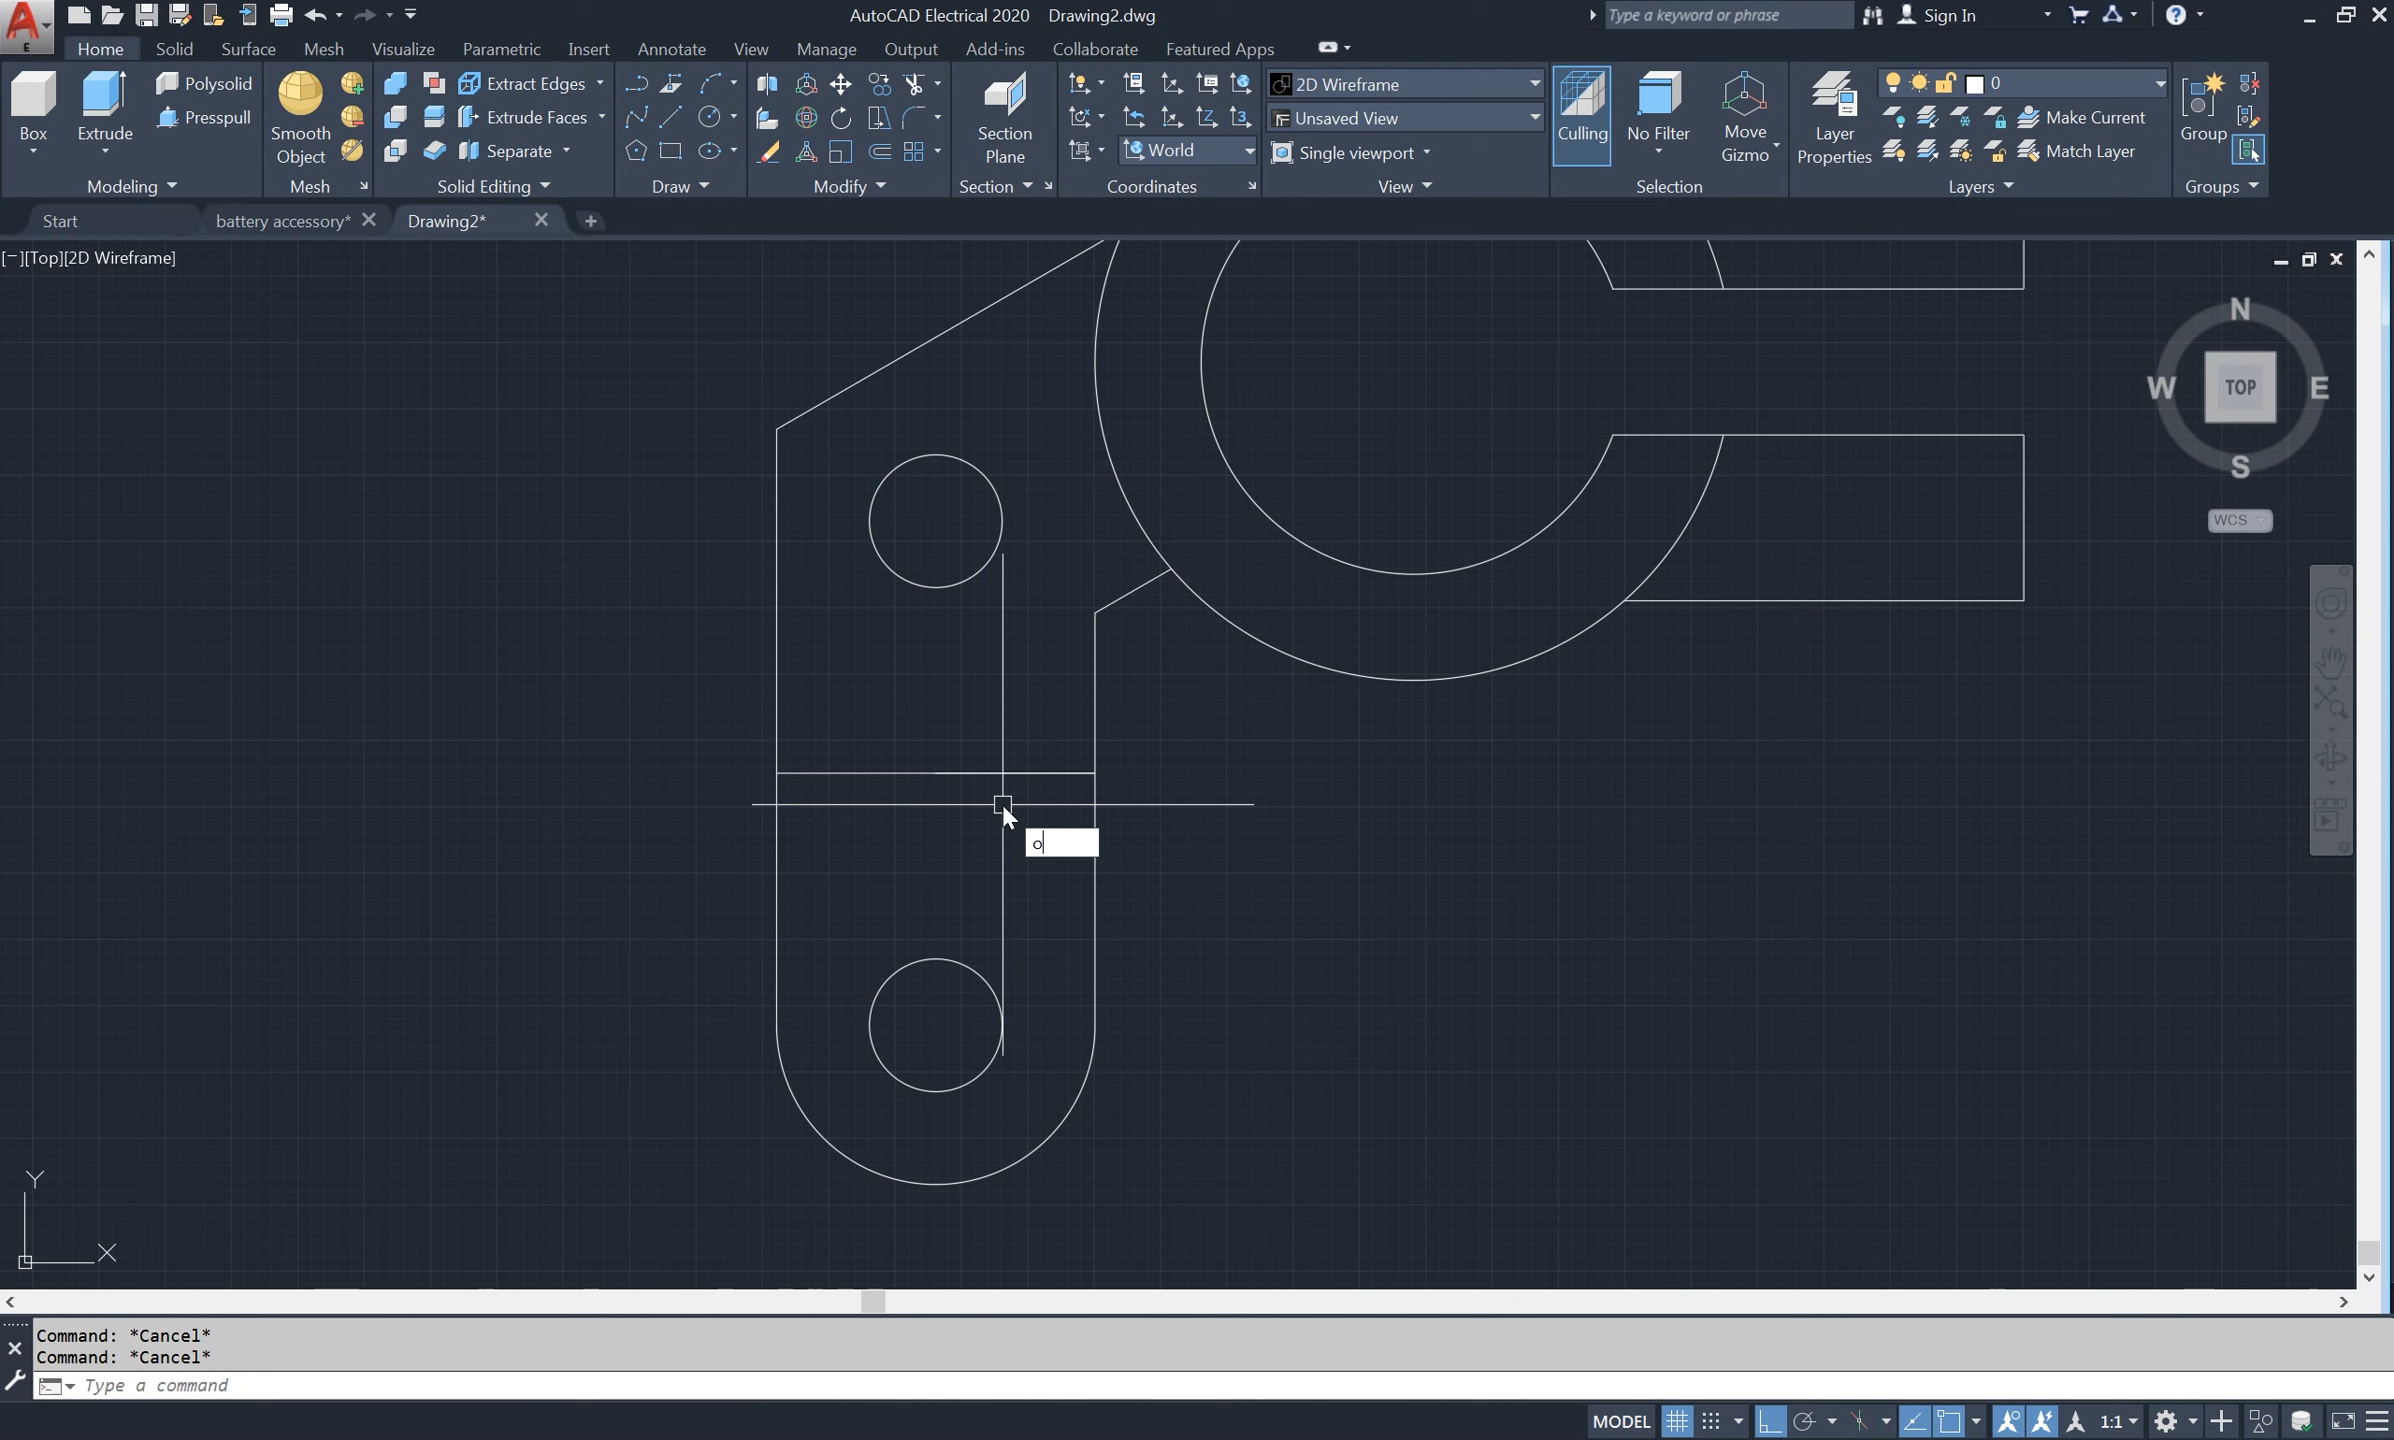 AutoCAD Electrical 2020 Drawing2.dwg
Type a keyword or phrase
Sign In
E
Home Solid Surface Mesh Visualize Parametric Insert Annotate View Manage Output Add-ins Collaborate Featured Apps
Box
Extrude
Polysolid
Presspull
Modeling
Smooth
Object
Mesh
Extract Edges
Extrude Faces
Separate
Solid Editing
Draw
Modify
Section
Plane
Section
World
Coordinates
2D Wireframe
Unsaved View
Single viewport
View
Culling
No Filter
Move
Gizmo
Selection
Layer
Properties
0
Make Current
Match Layer
Layers
Group
Groups
Start
battery accessory*
Drawing2*
[−][Top][2D Wireframe]
N
W TOP E
S
WCS
o
Y
X
Command: *Cancel*
Command: *Cancel*
Type a command
MODEL
1:1